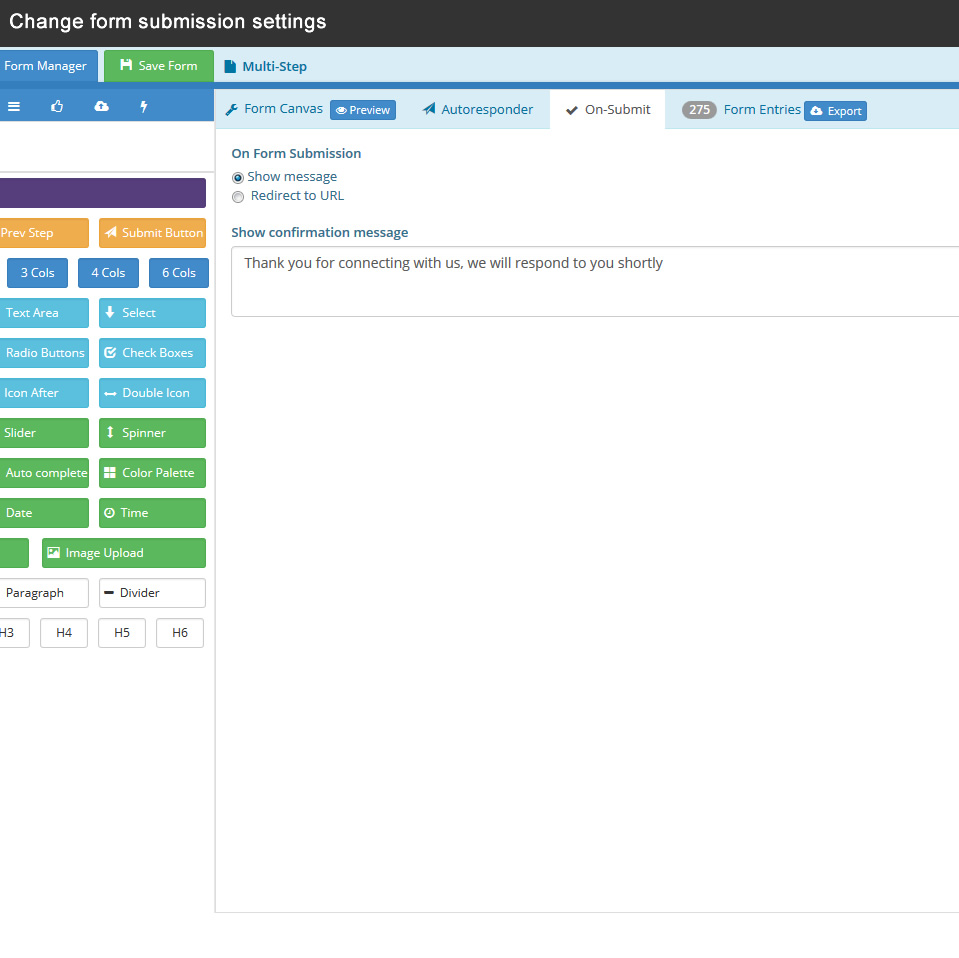 Change form submission settings
Form Manager
Save Form
Multi-Step
Form Canvas
Preview
Autoresponder
On-Submit
275
Form Entries
Export
On Form Submission
Show message
Redirect to URL
Show confirmation message
Thank you for connecting with us, we will respond to you shortly
Prev Step
Submit Button
3 Cols
4 Cols
6 Cols
Text Area
Select
Radio Buttons
Check Boxes
Icon After
Double Icon
Slider
Spinner
Auto complete
Color Palette
Date
Time
Image Upload
Paragraph
Divider
H3
H4
H5
H6